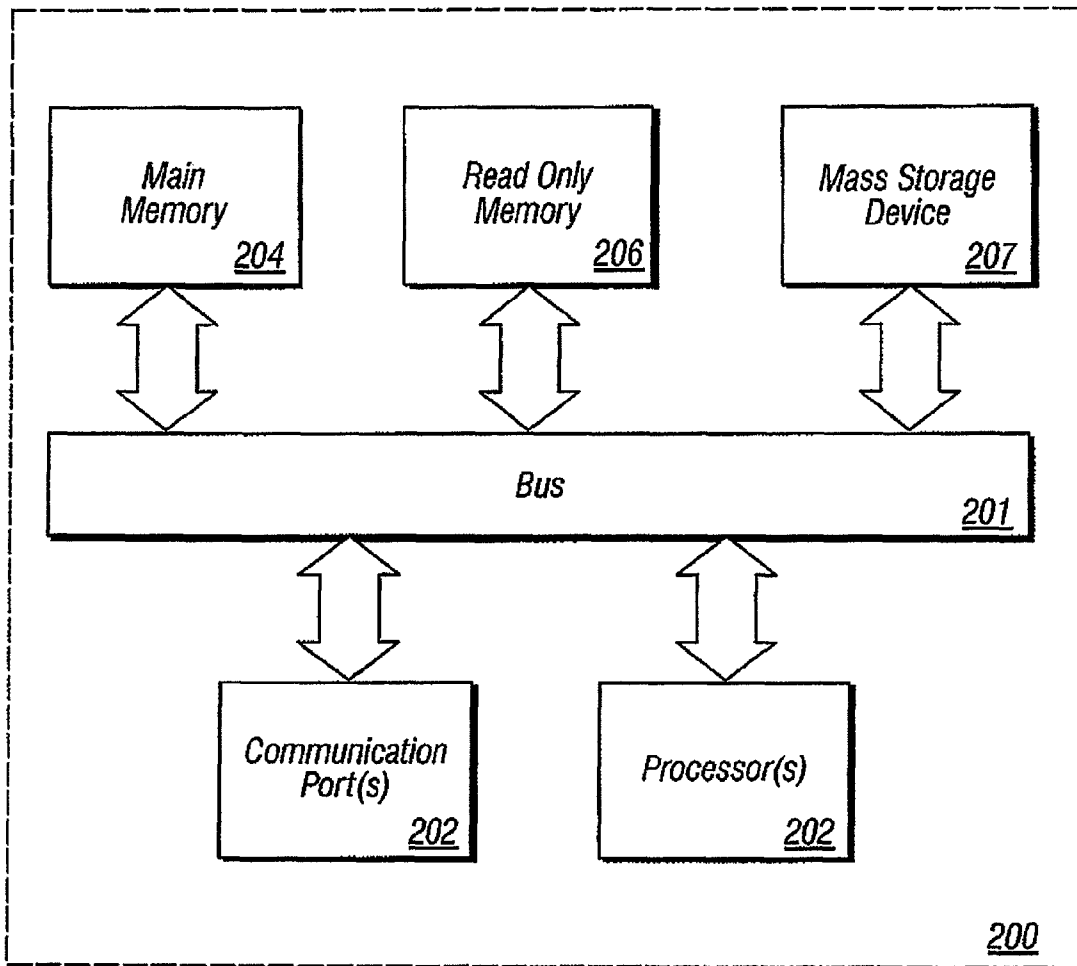 Main
Memory
204
Read Only
Memory
206
Mass Storage
Device
207
Bus
201
Communication
Port(s)
202
Processor(s)
202
200